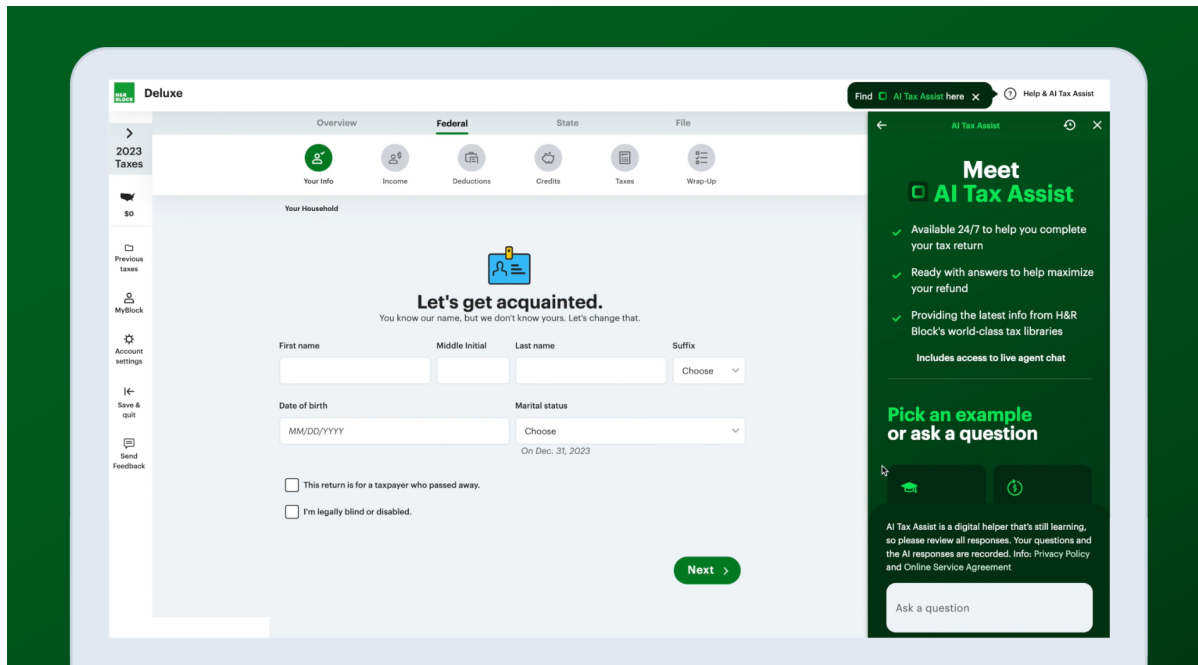 H&R
BLOCK
Deluxe
Find AI Tax Assist here
Help & AI Tax Assist
2023
Taxes
$0
Previous
taxes
MyBlock
Account
settings
Save &
quit
Send
Feedback
Overview
Federal
State
File
Your Info
Income
Deductions
Credits
Taxes
Wrap-Up
Your Household
Let's get acquainted.
You know our name, but we don't know yours. Let's change that.
First name
Middle Initial
Last name
Suffix
Choose
Date of birth
Marital status
MM/DD/YYYY
Choose
On Dec. 31, 2023
This return is for a taxpayer who passed away.
I'm legally blind or disabled.
Next
AI Tax Assist
Meet
AI Tax Assist
Available 24/7 to help you complete
your tax return
Ready with answers to help maximize
your refund
Providing the latest info from H&R
Block's world-class tax libraries
Includes access to live agent chat
Pick an example
or ask a question
AI Tax Assist is a digital helper that's still learning,
so please review all responses. Your questions and
the AI responses are recorded. Info: Privacy Policy
and Online Service Agreement
Ask a question